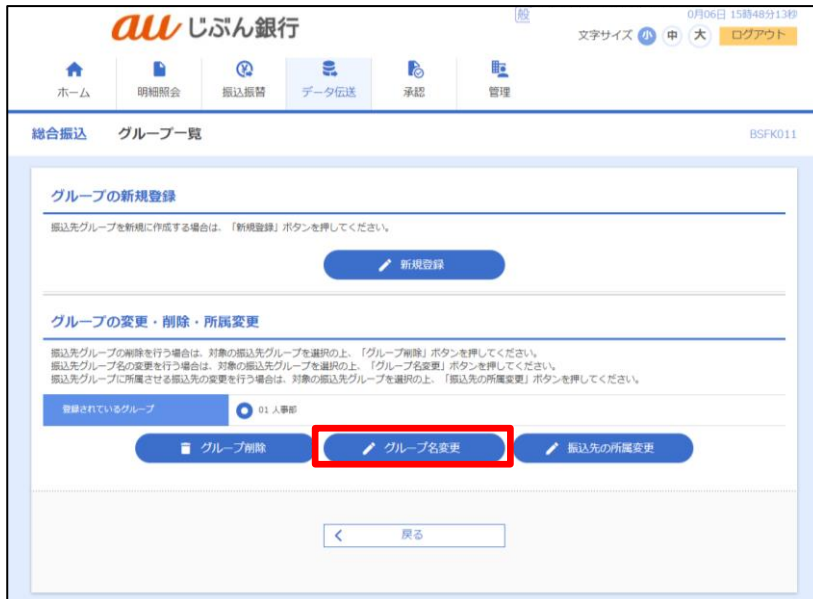 au じぶん銀行
般
0月06日 15時48分13秒
文字サイズ 小 中 大 ログアウト
ホーム 明細照会 振込振替 データ伝送 承認 管理
総合振込 グループ一覧 BSFK011
グループの新規登録
振込先グループを新規に作成する場合は、「新規登録」ボタンを押してください。
新規登録
グループの変更・削除・所属変更
振込先グループの削除を行う場合は、対象の振込先グループを選択の上、「グループ削除」ボタンを押してください。
振込先グループ名の変更を行う場合は、対象の振込先グループを選択の上、「グループ名変更」ボタンを押してください。
振込先グループに所属させる振込先の変更を行う場合は、対象の振込先グループを選択の上、「振込先の所属変更」ボタンを押してください。
登録されているグループ 01 人事部
グループ削除 グループ名変更 振込先の所属変更
戻る